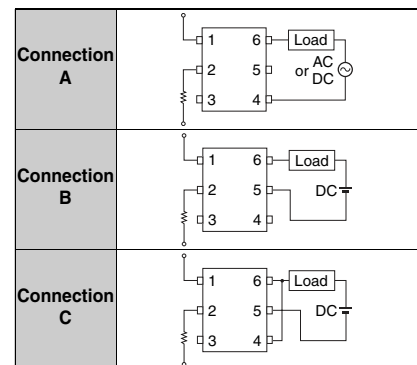 Connection
A
1 6 Load
2 5 or AC
DC
3 4
Connection
B
1 6 Load
2 5 DC
3 4
Connection
C
1 6 Load
2 5 DC
3 4